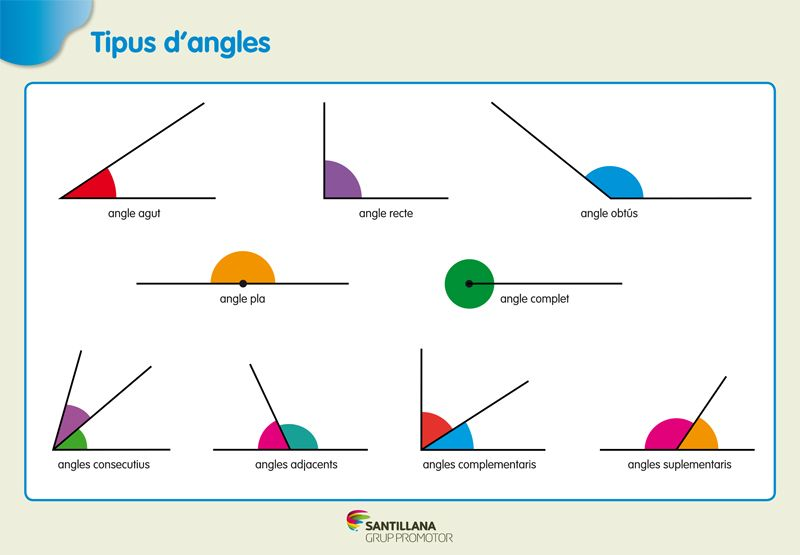 Tipus d'angles
angle agut
angle recte
angle obtús
angle pla
angle complet
angles consecutius
angles adjacents
angles complementaris
angles suplementaris
SANTILLANA
GRUP PROMOTOR